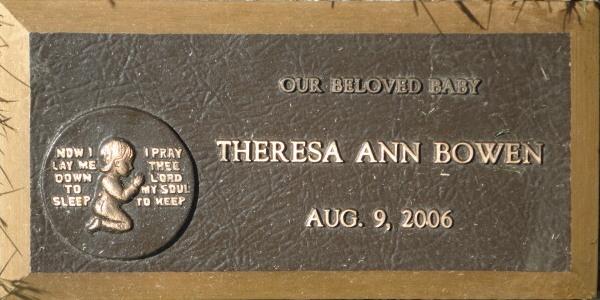 OUR BELOVED BABY
THERESA ANN BOWEN
AUG. 9, 2006
NOW I
LAY ME
DOWN
TO
SLEEP
I PRAY
THEE
LORD
MY SOUL
TO KEEP